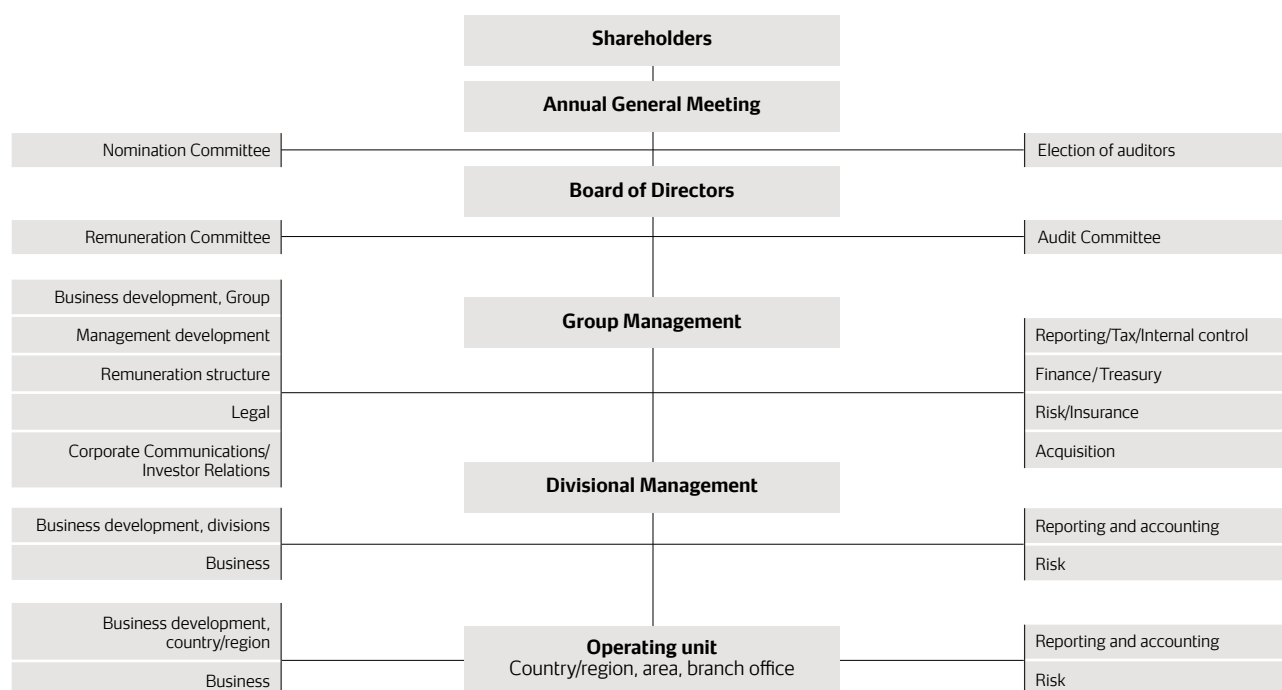 Shareholders
Annual General Meeting
Nomination Committee
Election of auditors
Board of Directors
Remuneration Committee
Audit Committee
Business development, Group
Management development
Remuneration structure
Legal
Corporate Communications/
Investor Relations
Group Management
Reporting/Tax/Internal control
Finance/Treasury
Risk/Insurance
Acquisition
Divisional Management
Business development, divisions
Business
Reporting and accounting
Risk
Business development,
country/region
Business
Operating unit
Country/region, area, branch office
Reporting and accounting
Risk